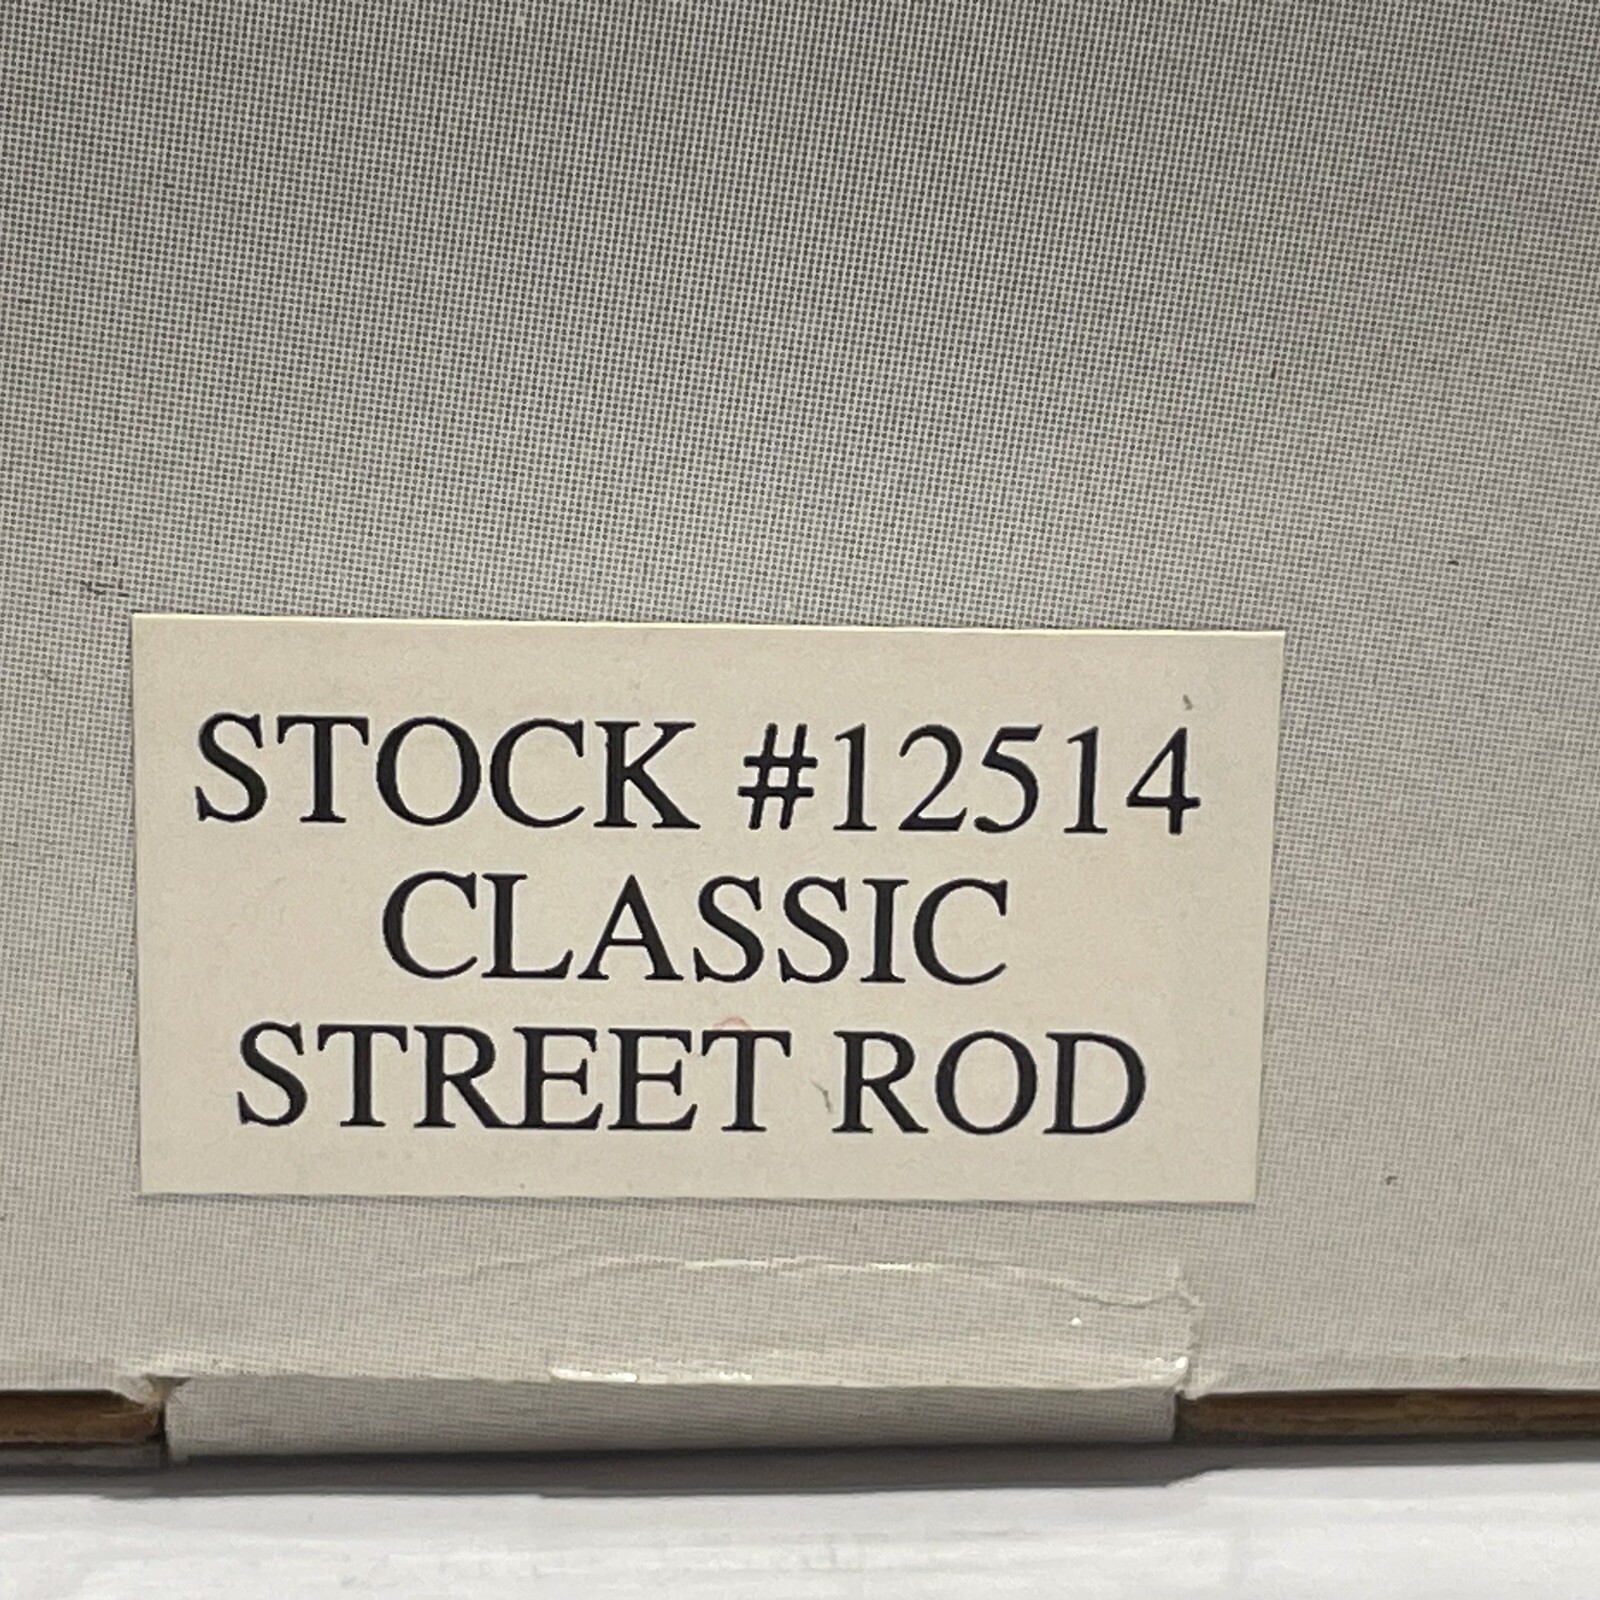 STOCK #12514
CLASSIC
STREET ROD